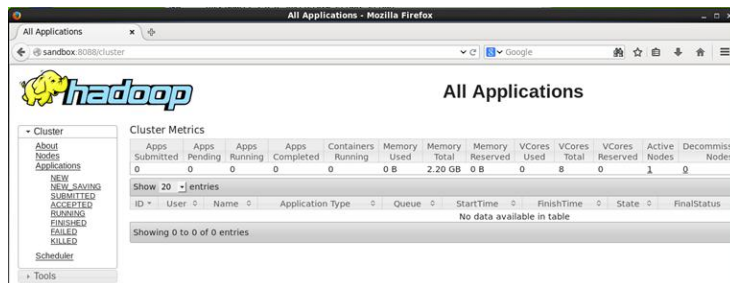 All Applications - Mozilla Firefox
All Applications
sandbox:8088/cluster
Google
hadoop
All Applications
Cluster
About
Nodes
Applications
NEW
NEW_SAVING
SUBMITTED
ACCEPTED
RUNNING
FINISHED
FAILED
KILLED
Scheduler
Tools
Cluster Metrics
Apps Apps Apps Apps Containers Memory Memory Memory VCores VCores VCores Active Decommiss
Submitted Pending Running Completed Running Used Total Reserved Used Total Reserved Nodes Nodes
0 0 0 0 0 0 B 2.20 GB 0 B 0 8 0 1 0
Show 20 entries
ID User Name Application Type Queue StartTime FinishTime State FinalStatus
No data available in table
Showing 0 to 0 of 0 entries